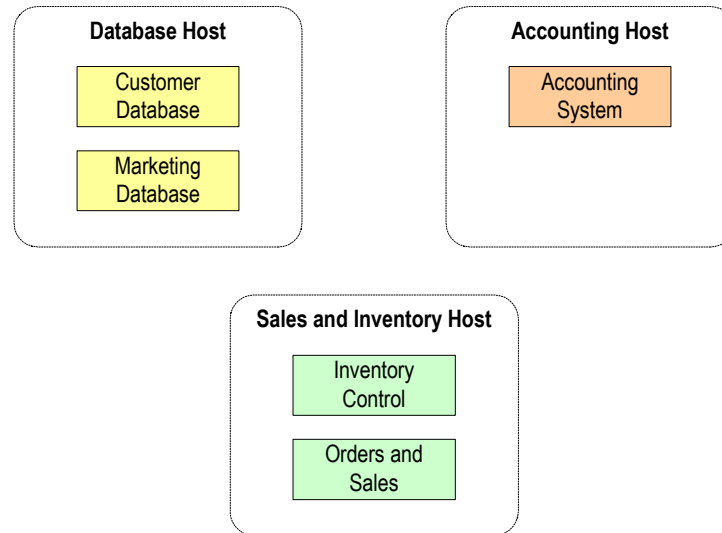 Database Host
Customer
Database
Marketing
Database
Accounting Host
Accounting
System
Sales and Inventory Host
Inventory
Control
Orders and
Sales